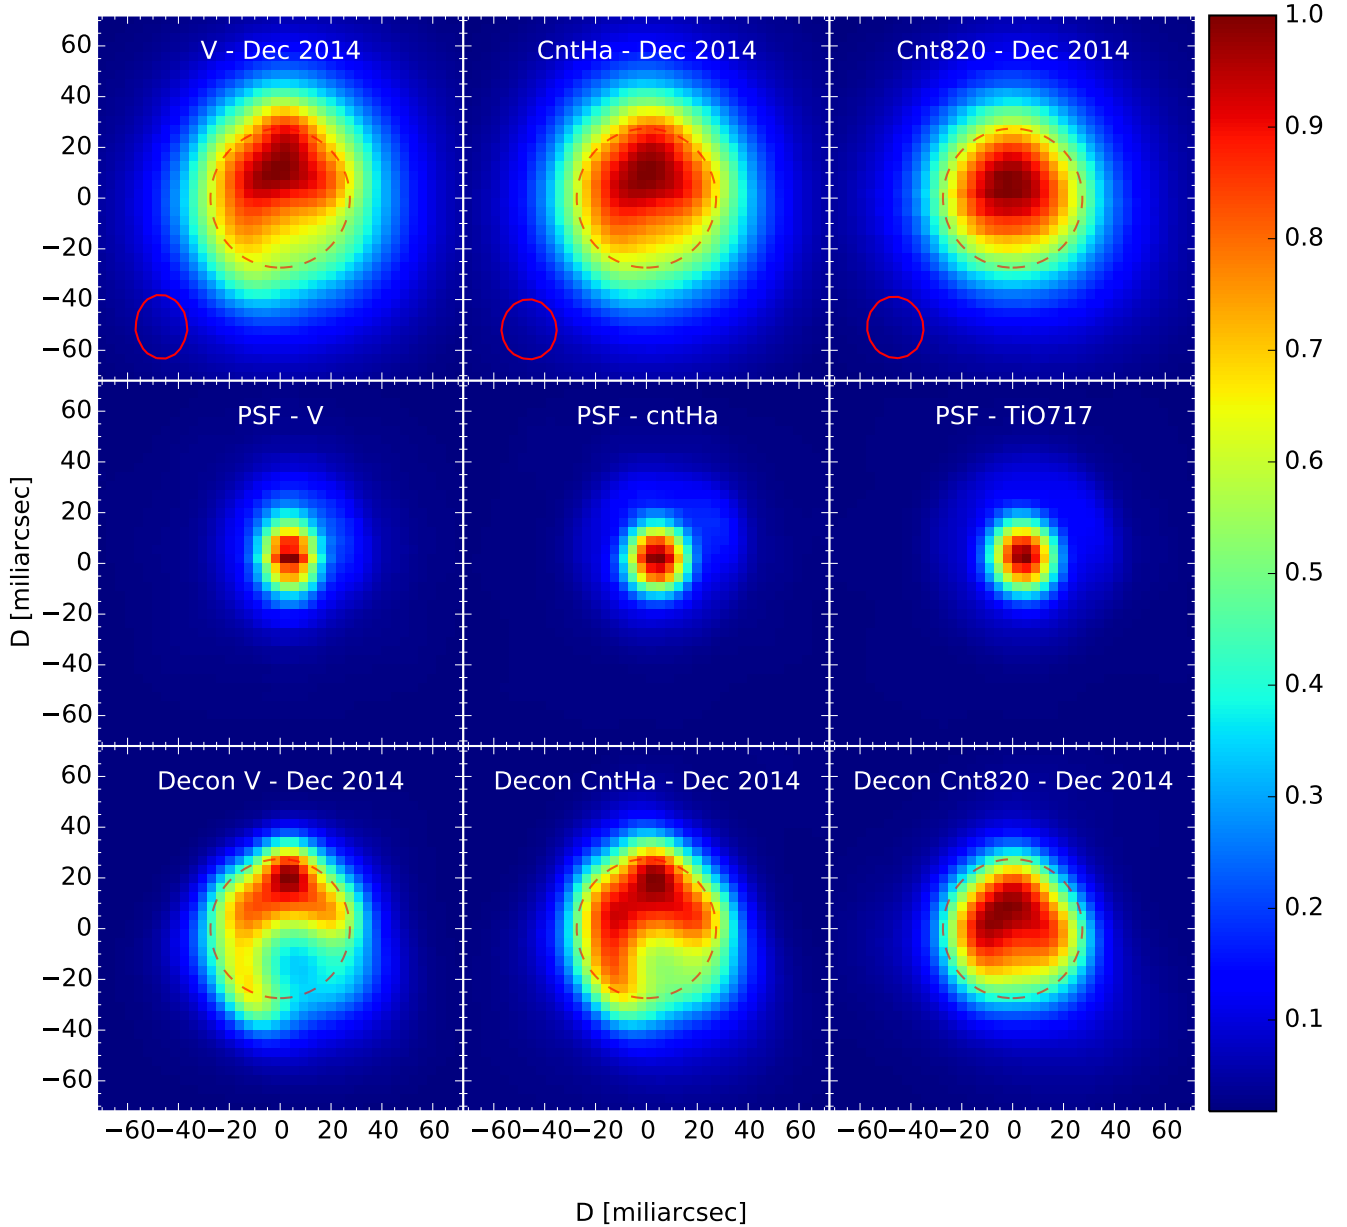 V - Dec 2014
CntHa - Dec 2014
Cnt820 - Dec 2014
60
40
20
0
−20
−40
−60
PSF - V
PSF - cntHa
PSF - TiO717
60
40
20
0
−20
−40
−60
Decon V - Dec 2014
Decon CntHa - Dec 2014
Decon Cnt820 - Dec 2014
60
40
20
0
−20
−40
−60
−60 −40 −20 0 20 40 60
−60 −40 −20 0 20 40 60
−60 −40 −20 0 20 40 60
D [miliarcsec]
D [miliarcsec]
1.0
0.9
0.8
0.7
0.6
0.5
0.4
0.3
0.2
0.1